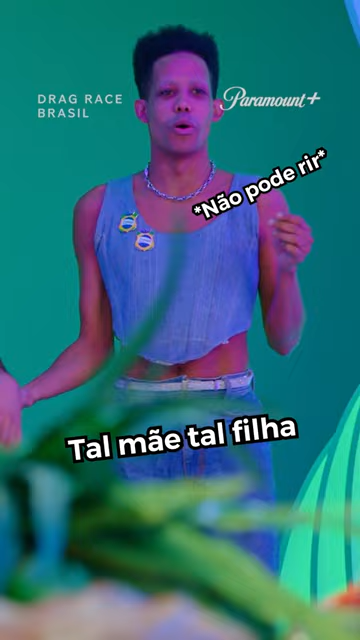 DRAG RACE
BRASIL
Paramount+
*Não pode rir*
Tal mãe tal filha